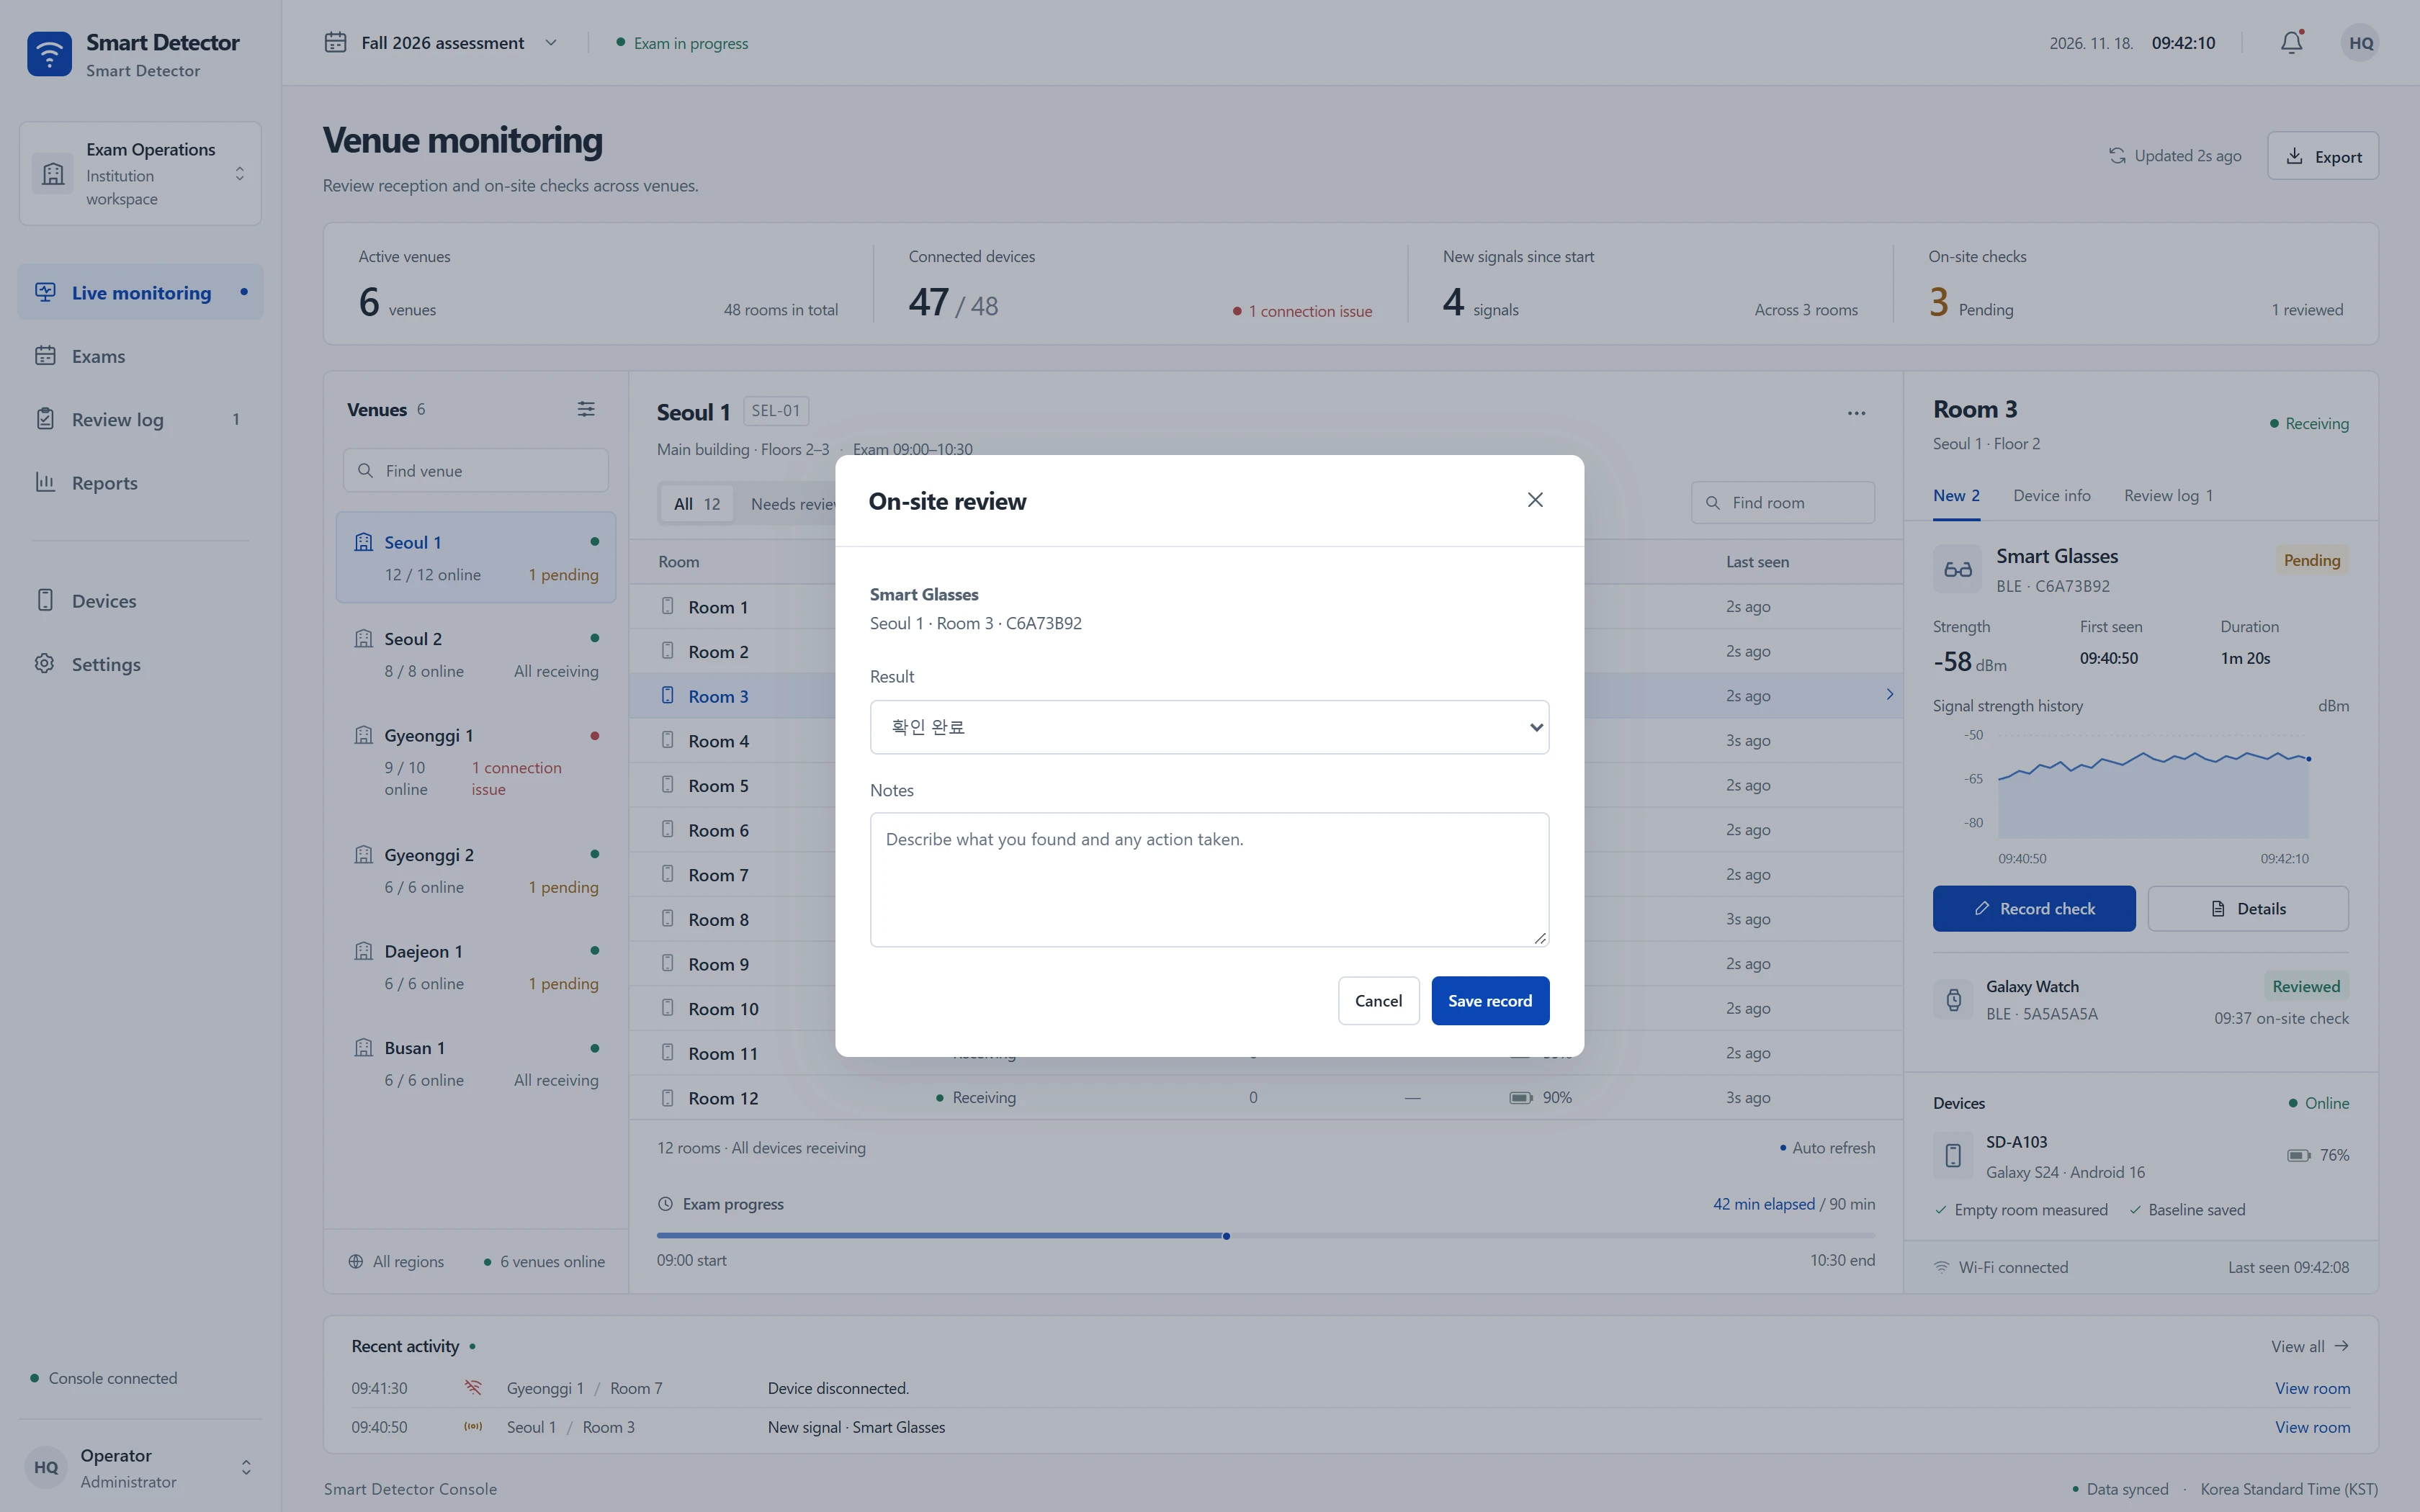 Smart Detector
Smart Detector
Exam Operations
Institution
workspace
Live monitoring
Exams
Review log 1
Reports
Devices
Settings
Console connected
HQ
Operator
Administrator
Fall 2026 assessment
Exam in progress
2026. 11. 18. 09:42:10
HQ
Venue monitoring
Review reception and on-site checks across venues.
Updated 2s ago
Export
Active venues
6 venues
48 rooms in total
Connected devices
47 / 48
1 connection issue
New signals since start
4 signals
Across 3 rooms
On-site checks
3 Pending
1 reviewed
Venues 6
Find venue
Seoul 1
12 / 12 online 1 pending
Seoul 2
8 / 8 online All receiving
Gyeonggi 1
9 / 10 online
1 connection issue
Gyeonggi 2
6 / 6 online 1 pending
Daejeon 1
6 / 6 online 1 pending
Busan 1
6 / 6 online All receiving
All regions 6 venues online
Seoul 1 SEL-01
Main building · Floors 2–3 · Exam 09:00–10:30
All 12 Needs review
Find room
Room Last seen
Room 1 2s ago
Room 2 2s ago
Room 3 2s ago
Room 4 3s ago
Room 5 2s ago
Room 6 2s ago
Room 7 2s ago
Room 8 3s ago
Room 9 2s ago
Room 10 2s ago
Room 11 2s ago
Room 12 Receiving 0 — 90% 3s ago
12 rooms · All devices receiving
Auto refresh
Exam progress
42 min elapsed / 90 min
09:00 start
10:30 end
On-site review
Smart Glasses
Seoul 1 · Room 3 · C6A73B92
Result
확인 완료
Notes
Describe what you found and any action taken.
Cancel
Save record
Room 3
Seoul 1 · Floor 2
Receiving
New 2 Device info Review log 1
Smart Glasses
BLE · C6A73B92
Pending
Strength First seen Duration
-58 dBm 09:40:50 1m 20s
Signal strength history dBm
-50
-65
-80
09:40:50 09:42:10
Record check
Details
Galaxy Watch
BLE · 5A5A5A5A
Reviewed
09:37 on-site check
Devices Online
SD-A103
Galaxy S24 · Android 16
76%
Empty room measured Baseline saved
Wi-Fi connected Last seen 09:42:08
Recent activity
View all
09:41:30 Gyeonggi 1 / Room 7 Device disconnected. View room
09:40:50 Seoul 1 / Room 3 New signal · Smart Glasses View room
Smart Detector Console
Data synced · Korea Standard Time (KST)